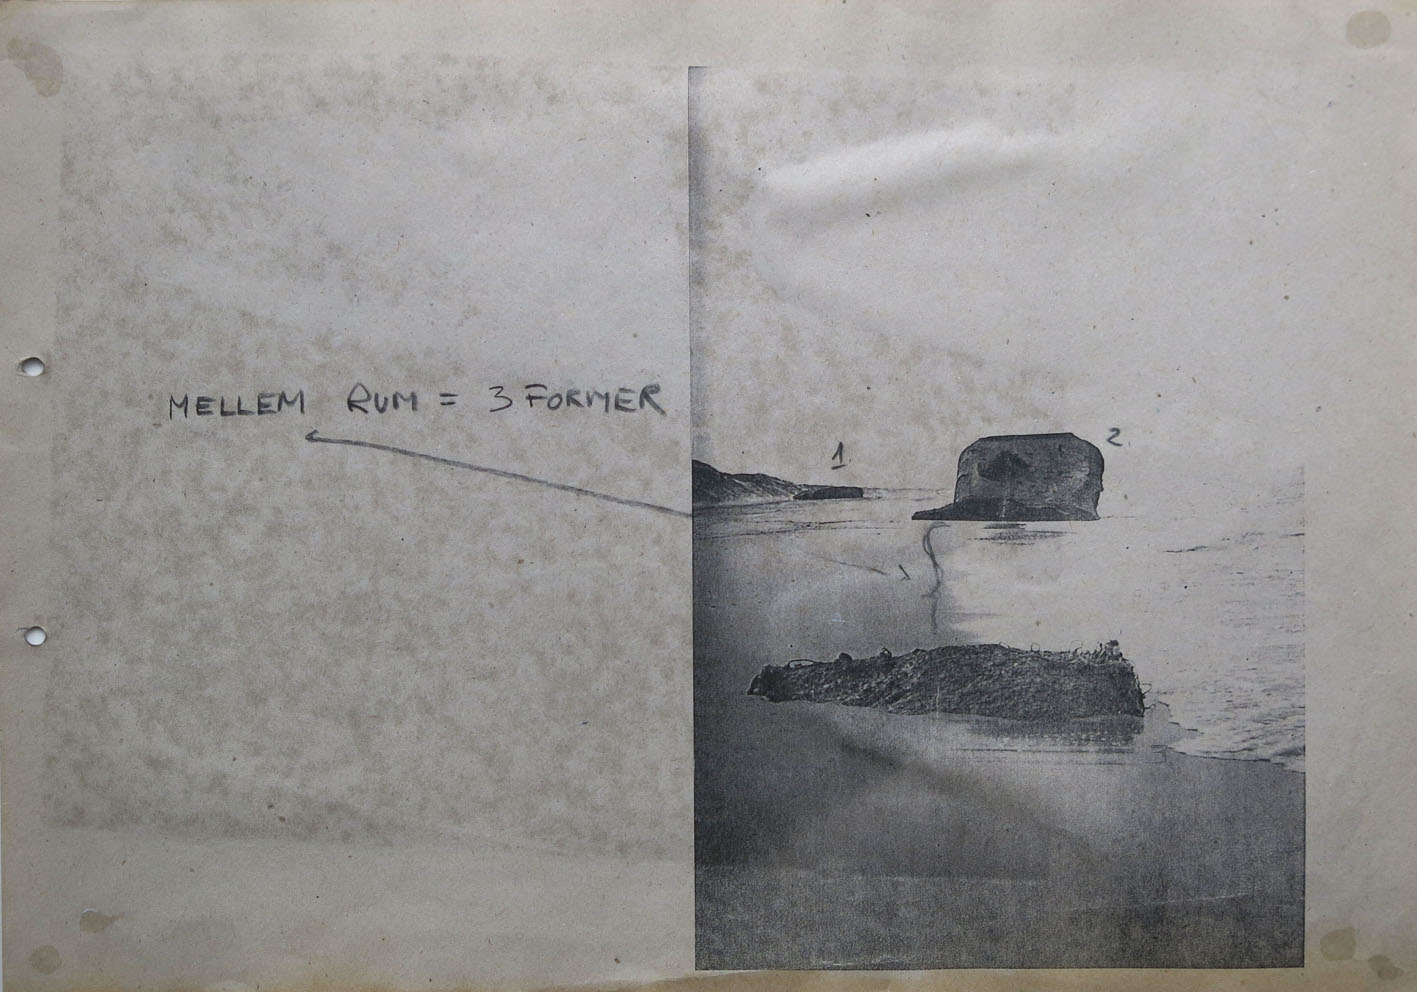 MELLEM RUM = 3 FORMER
1.
2.